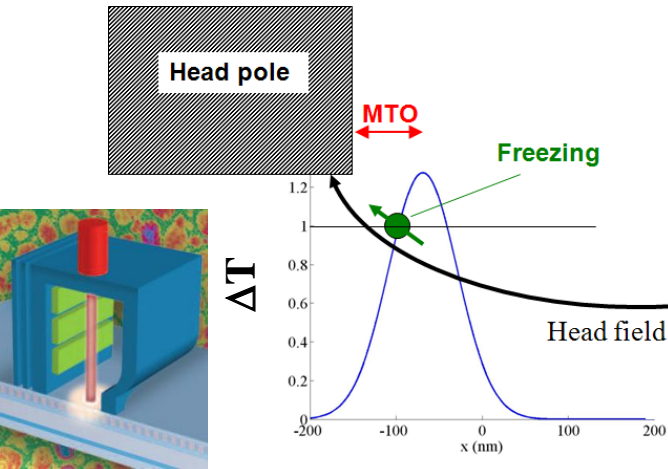 Head pole
MTO
Freezing
1.2
1
0.8
0.6
0.4
0.2
0
ΔT
Head field
-200 -100 0 100 200
x (nm)